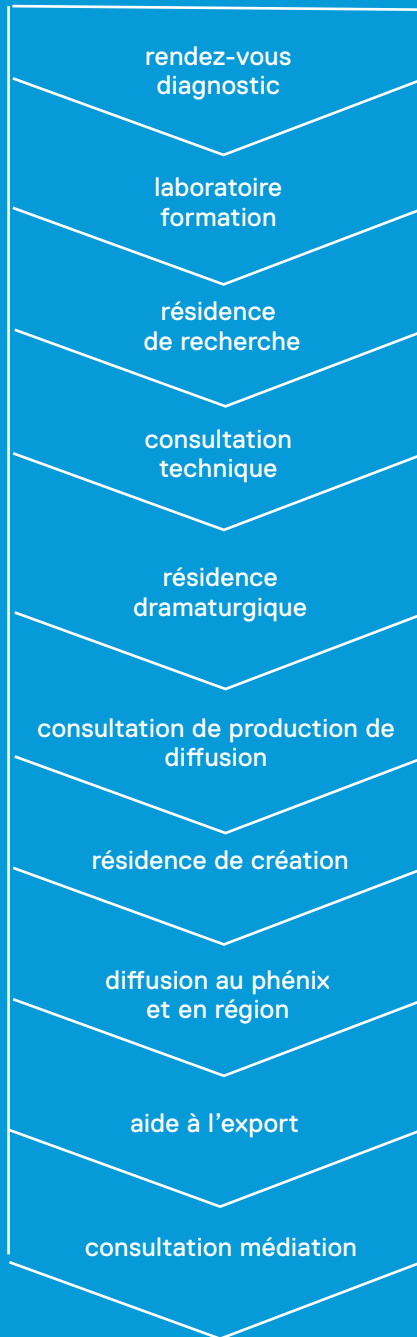 rendez-vous
diagnostic
laboratoire
formation
résidence
de recherche
consultation
technique
résidence
dramaturgique
consultation de production de
diffusion
résidence de création
diffusion au phénix
et en région
aide à l’export
consultation médiation